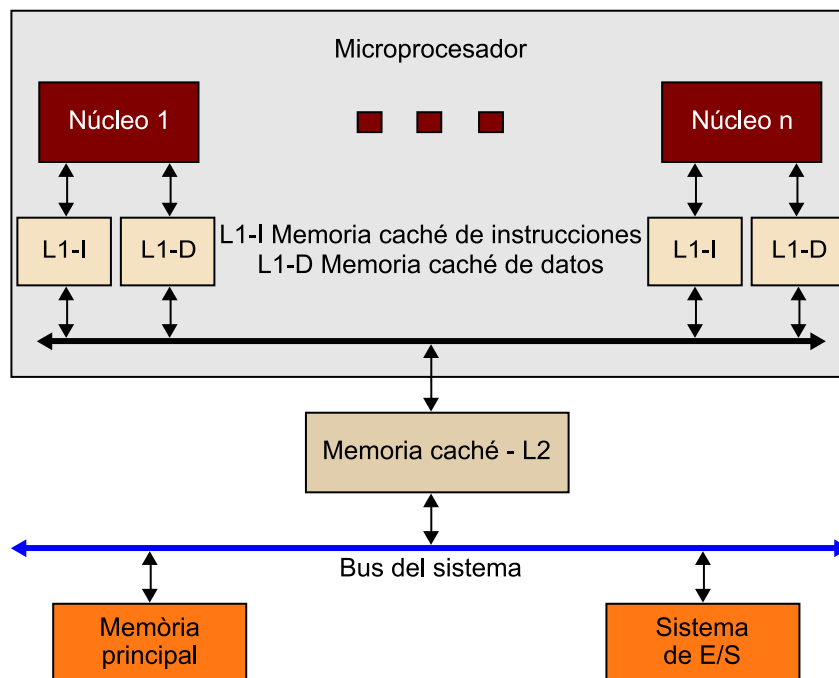 Microprocesador
Núcleo 1
Núcleo n
L1-I
L1-D
L1-I Memoria caché de instrucciones
L1-D Memoria caché de datos
L1-I
L1-D
Memoria caché - L2
Bus del sistema
Memòria
principal
Sistema
de E/S